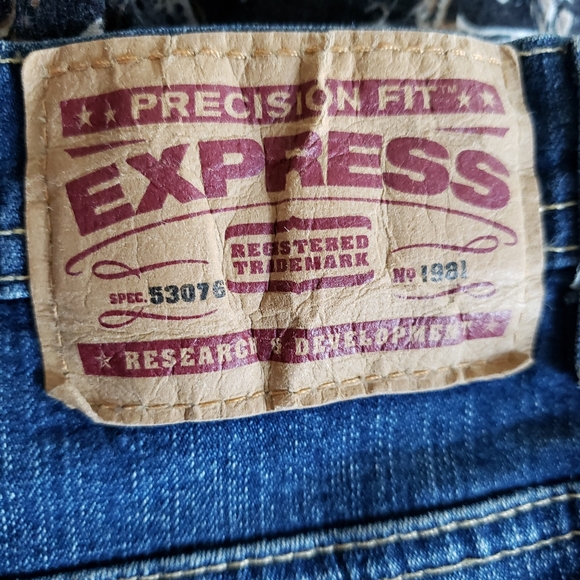 PRECISION FIT™
EXPRESS
REGISTERED
TRADEMARK
SPEC. 53076
NO 1981
RESEARCH & DEVELOPMENT